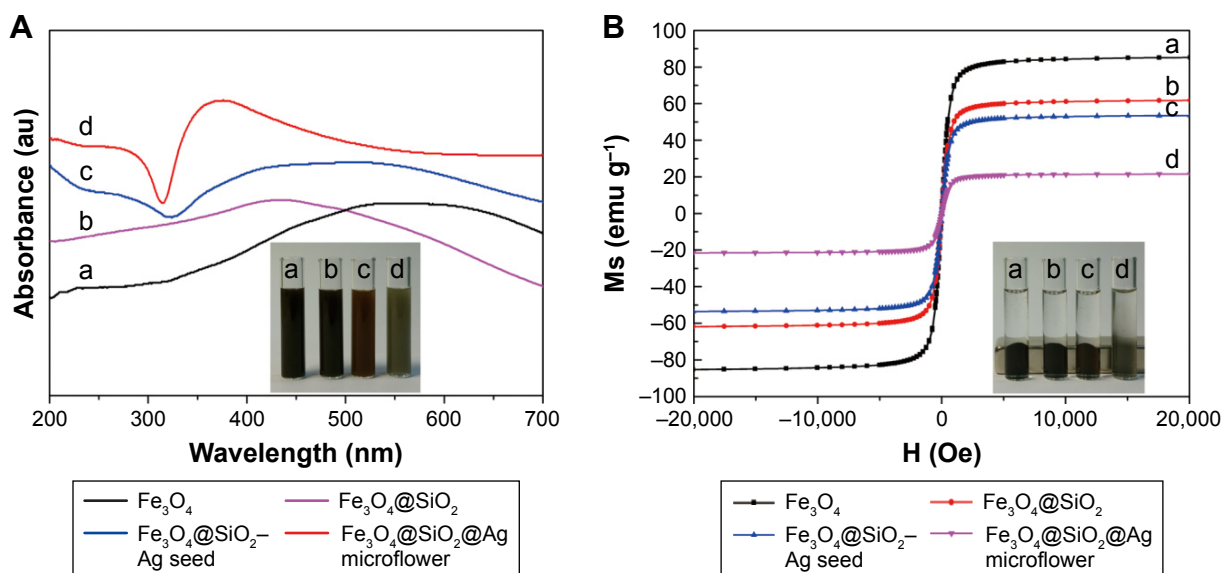 A
Absorbance (au)
d
c
b
a
a b c d
200 300 400 500 600 700
Wavelength (nm)
Fe₃O₄
Fe₃O₄@SiO₂
Fe₃O₄@SiO₂–
Ag seed
Fe₃O₄@SiO₂@Ag
microflower
B
Ms (emu g⁻¹)
100
80
60
40
20
0
–20
–40
–60
–80
–100
a
b
c
d
a b c d
–20,000 –10,000 0 10,000 20,000
H (Oe)
Fe₃O₄
Fe₃O₄@SiO₂
Fe₃O₄@SiO₂–
Ag seed
Fe₃O₄@SiO₂@Ag
microflower